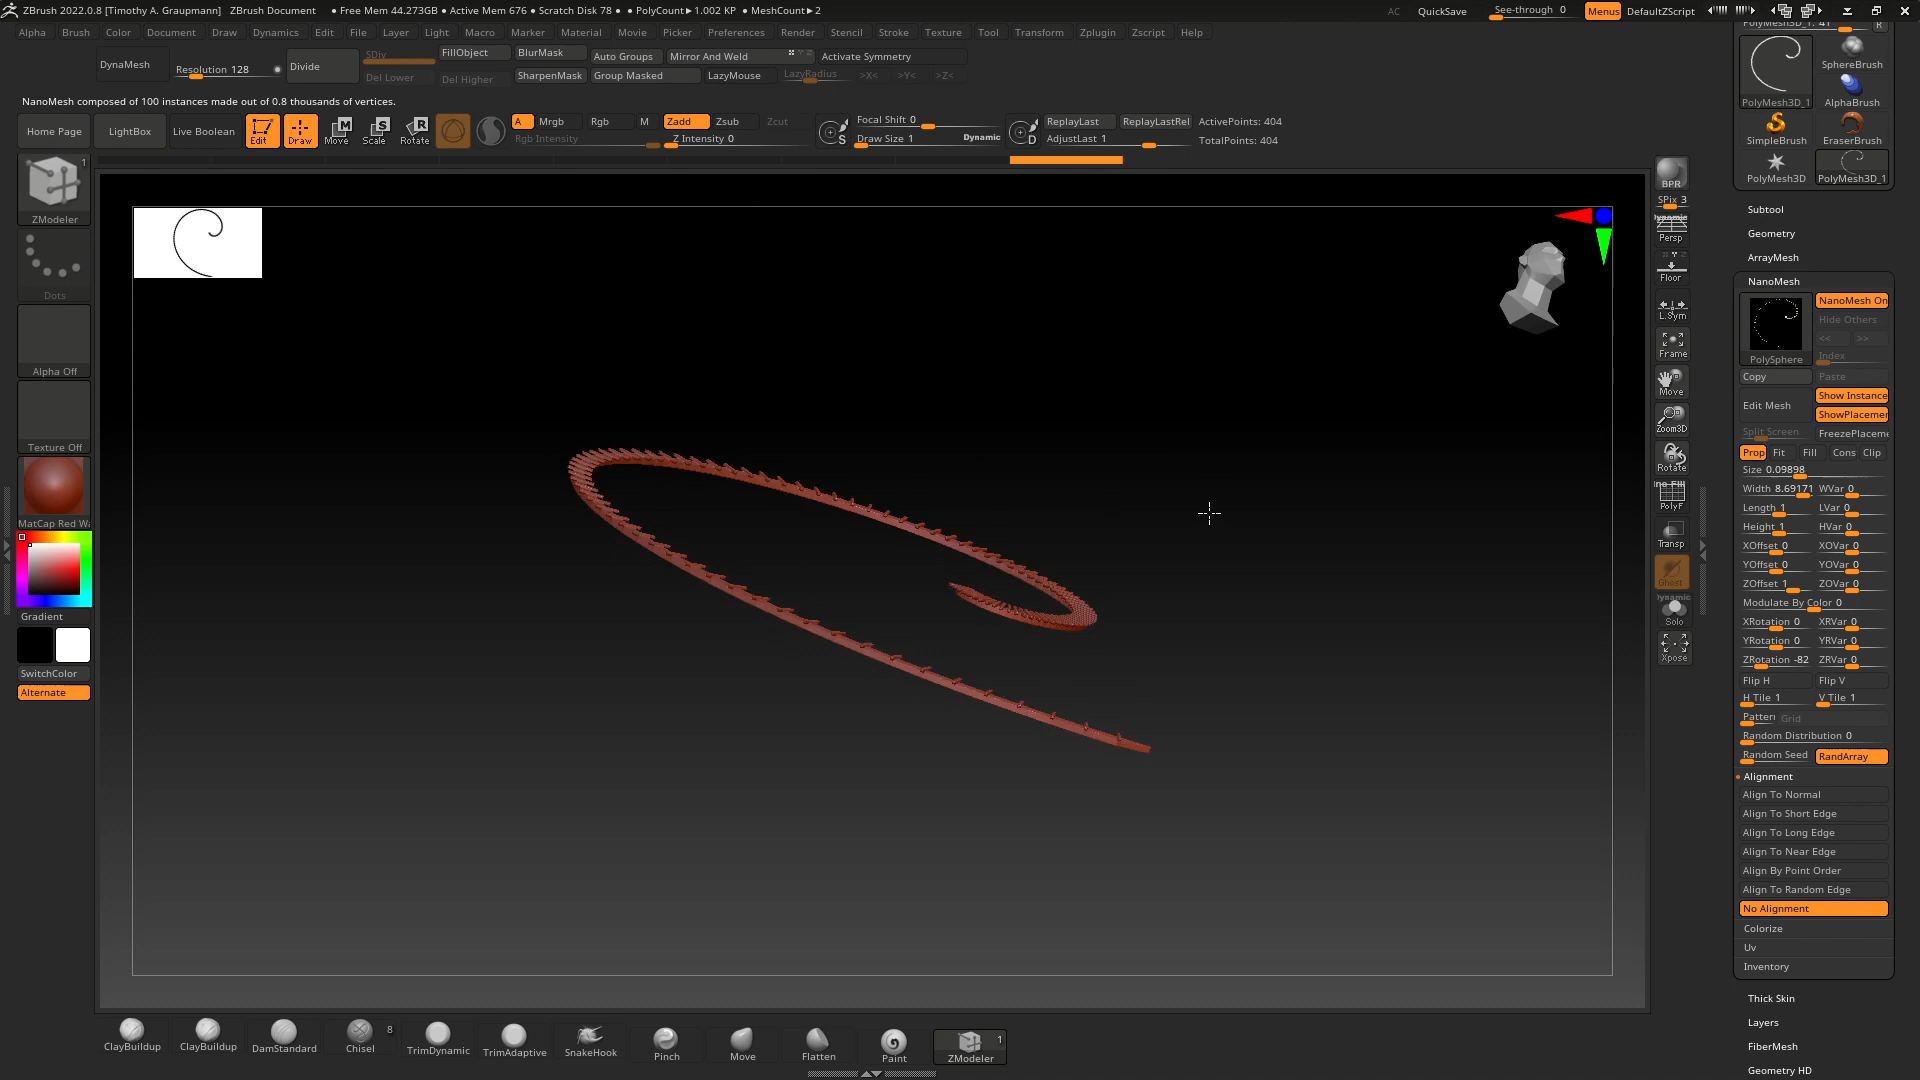 ZBrush 2022.0.8 [Timothy A. Graupmann] ZBrush Document • Free Mem 44.273GB • Active Mem 676 • Scratch Disk 78 • PolyCount▸1.002 KP • MeshCount▸2 AC QuickSave See-through 0 Menus DefaultZScript
Alpha Brush Color Document Draw Dynamics Edit File Layer Light Macro Marker Material Movie Picker Preferences Render Stencil Stroke Texture Tool Transform Zplugin Zscript Help
DynaMesh Resolution 128 Divide SDiv FillObject BlurMask Auto Groups Mirror And Weld Activate Symmetry
Del Lower Del Higher SharpenMask Group Masked LazyMouse LazyRadius >X< >Y< >Z<
NanoMesh composed of 100 instances made out of 0.8 thousands of vertices.
Home Page LightBox Live Boolean Edit Draw Move Scale Rotate A Mrgb Rgb M Zadd Zsub Zcut Focal Shift 0 ReplayLast ReplayLastRel ActivePoints: 404
Rgb Intensity Z Intensity 0 S Draw Size 1 Dynamic D AdjustLast 1 TotalPoints: 404
1
ZModeler
Dots
Alpha Off
Texture Off
MatCap Red Wa
Gradient
SwitchColor
Alternate
BPR
SPix 3
Dynamic
Persp
Floor
L.Sym
Frame
Move
Zoom3D
Rotate
PolyF
Transp
Ghost
Dynamic
Solo
Xpose
R
PolyMesh3D_1
SphereBrush
AlphaBrush
SimpleBrush EraserBrush
PolyMesh3D PolyMesh3D_1
Subtool
Geometry
ArrayMesh
NanoMesh
NanoMesh On
Hide Others
<< >>
PolySphere Index
Copy Paste
Edit Mesh Show Instance
ShowPlaceme
Split Screen FreezePlaceme
Prop Fit Fill Cons Clip
Size 0.09898
Width 8.69171 WVar 0
Length 1 LVar 0
Height 1 HVar 0
XOffset 0 XOVar 0
YOffset 0 YOVar 0
ZOffset 1 ZOVar 0
Modulate By Color 0
XRotation 0 XRVar 0
YRotation 0 YRVar 0
ZRotation -82 ZRVar 0
Flip H Flip V
H Tile 1 V Tile 1
Pattern Grid
Random Distribution 0
Random Seed RandArray
Alignment
Align To Normal
Align To Short Edge
Align To Long Edge
Align To Near Edge
Align By Point Order
Align To Random Edge
No Alignment
Colorize
Uv
Inventory
Thick Skin
Layers
FiberMesh
Geometry HD
ClayBuildup ClayBuildup DamStandard Chisel 8 TrimDynamic TrimAdaptive SnakeHook Pinch Move Flatten Paint ZModeler 1